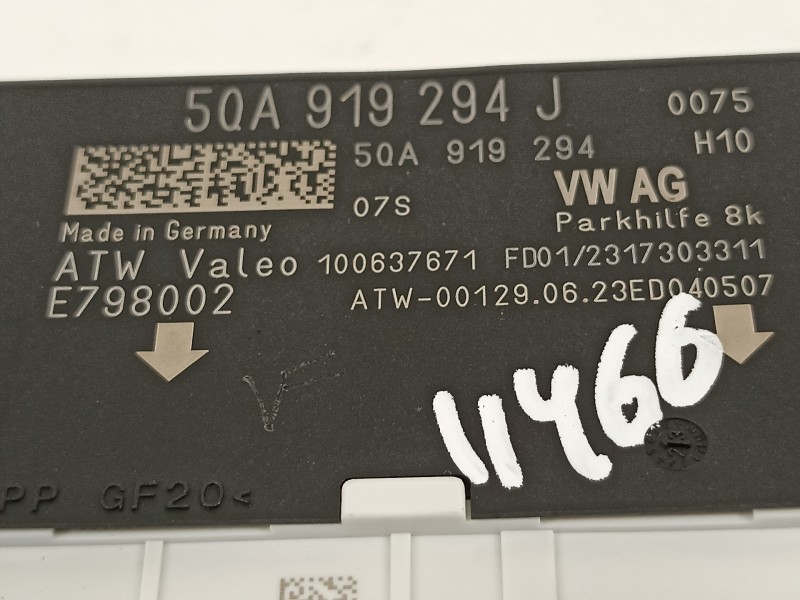 5QA 919 294 J 0075
5QA 919 294 H10
07S VW AG
Parkhilfe 8k
Made in Germany
ATW Valeo 100637671 FD01/2317303311
E798002 ATW-00129.06.23ED040507
11466
213
PP GF20<